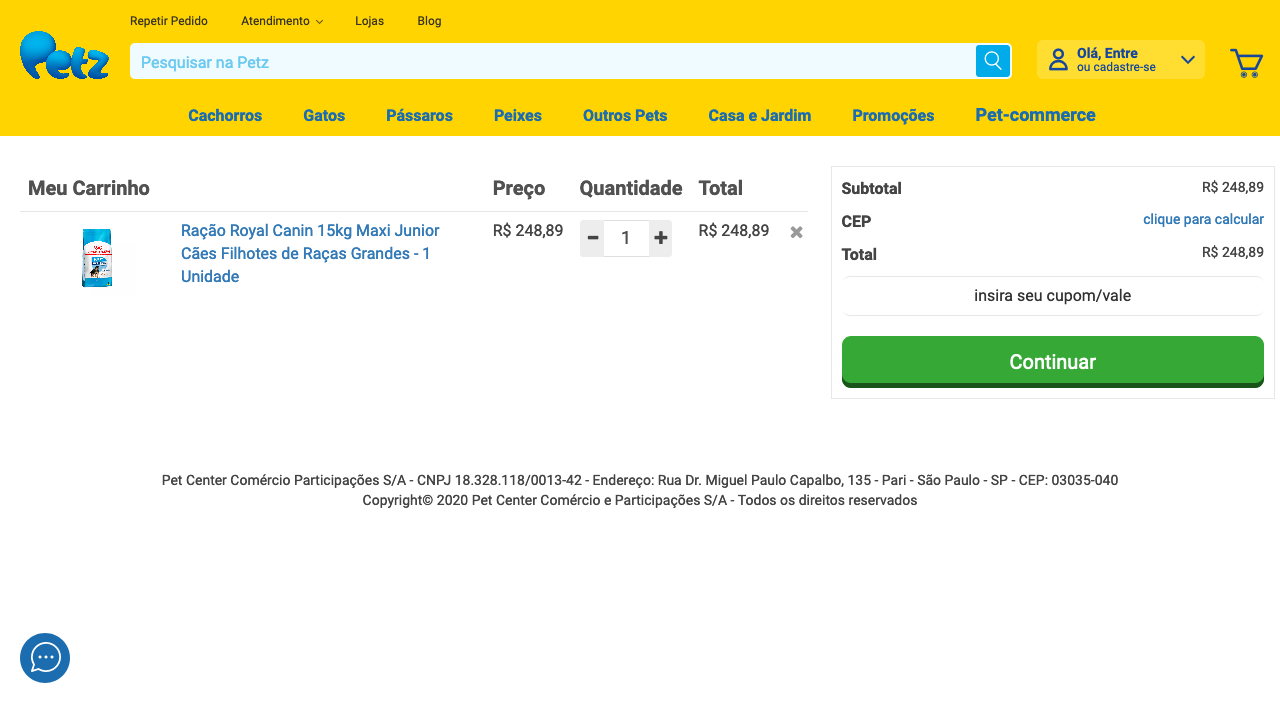 Repetir Pedido Atendimento Lojas Blog
Petz
Pesquisar na Petz
Olá, Entre
ou cadastre-se
Cachorros Gatos Pássaros Peixes Outros Pets Casa e Jardim Promoções Pet-commerce
Meu Carrinho Preço Quantidade Total
Ração Royal Canin 15kg Maxi Junior
Cães Filhotes de Raças Grandes - 1
Unidade
R$ 248,89 1 R$ 248,89
Subtotal R$ 248,89
CEP clique para calcular
Total R$ 248,89
insira seu cupom/vale
Continuar
Pet Center Comércio Participações S/A - CNPJ 18.328.118/0013-42 - Endereço: Rua Dr. Miguel Paulo Capalbo, 135 - Pari - São Paulo - SP - CEP: 03035-040
Copyright© 2020 Pet Center Comércio e Participações S/A - Todos os direitos reservados